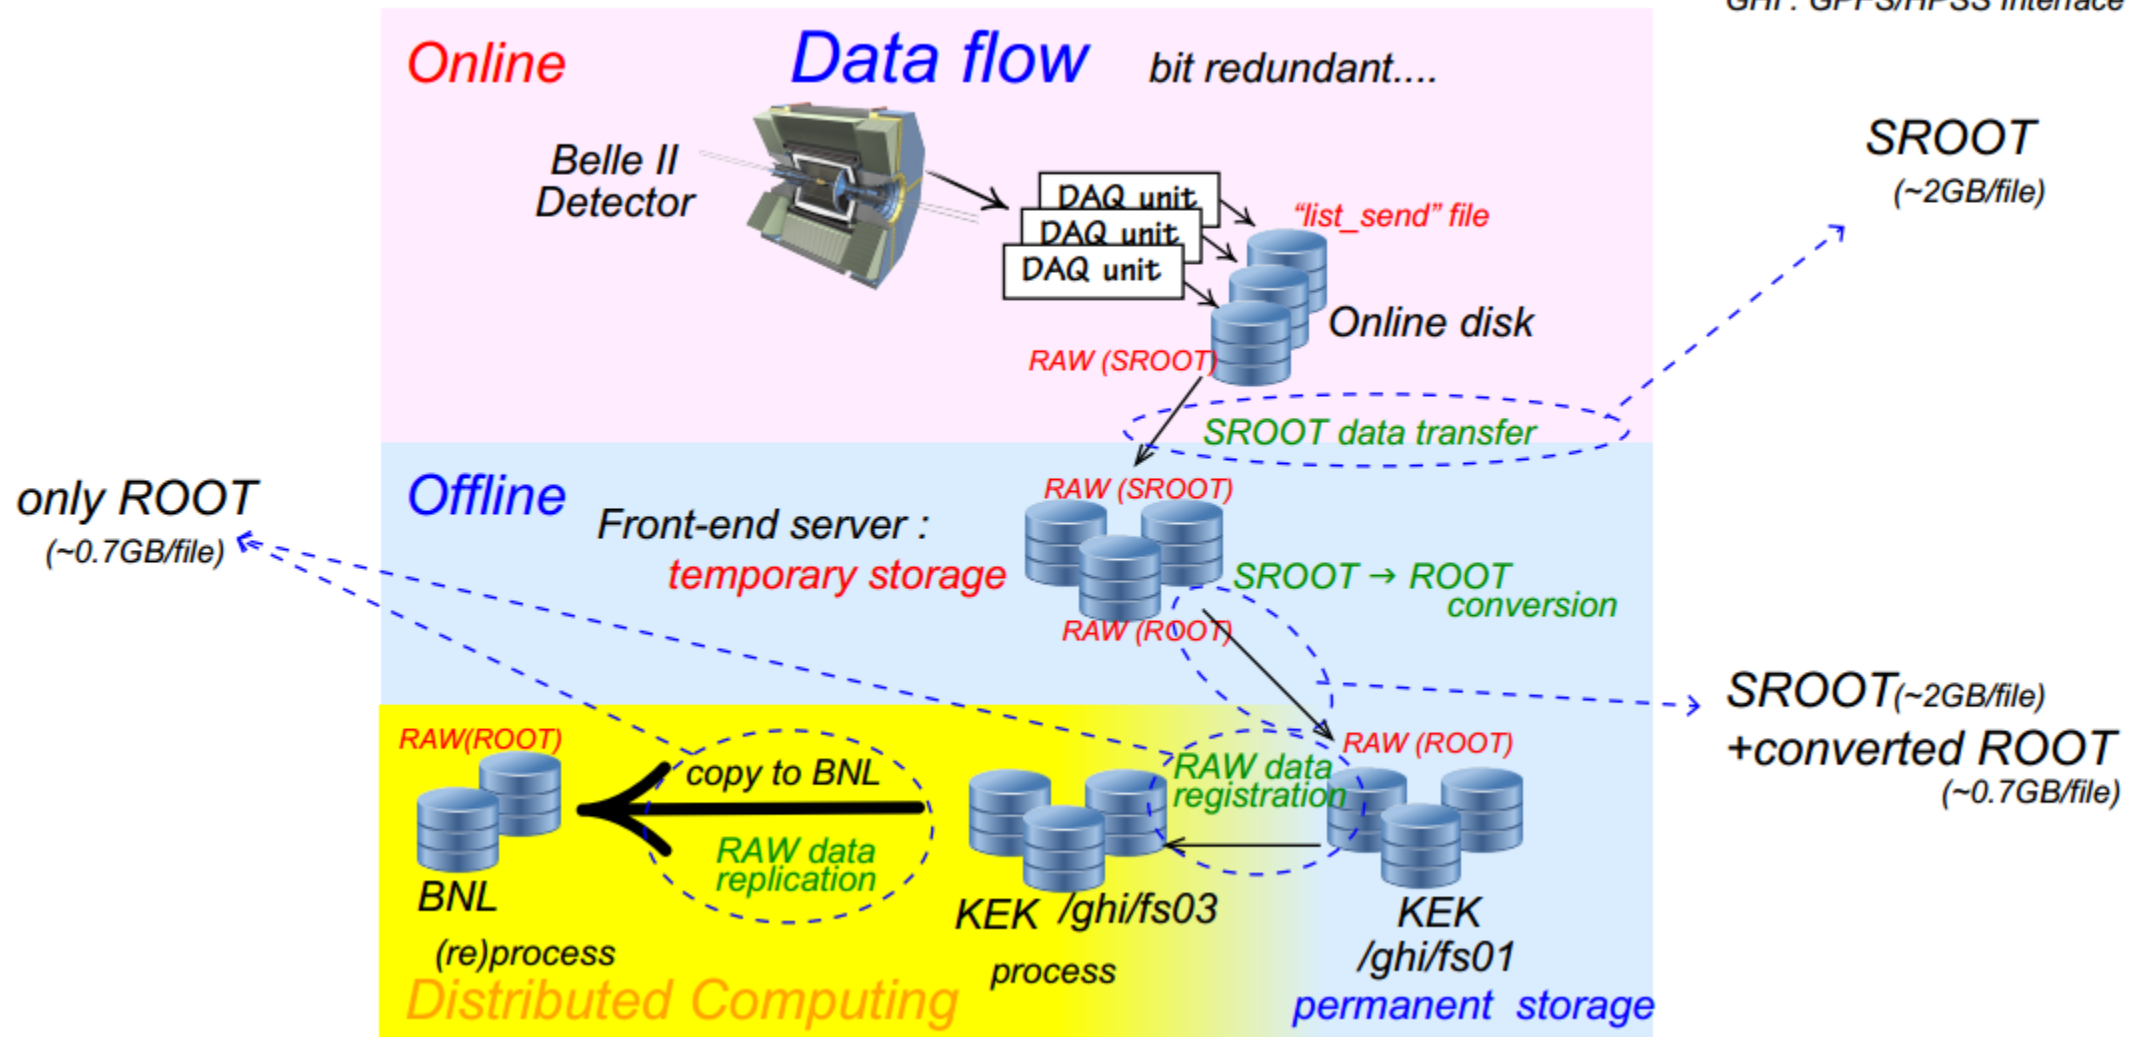 GHI : GPFS/HPSS Interface
Online
Data flow
bit redundant....
Belle II
Detector
DAQ unit
DAQ unit
DAQ unit
"list_send" file
Online disk
RAW (SROOT)
SROOT data transfer
SROOT
(~2GB/file)
only ROOT
(~0.7GB/file)
Offline
Front-end server :
temporary storage
RAW (SROOT)
SROOT → ROOT
conversion
RAW (ROOT)
SROOT(~2GB/file)
+converted ROOT
(~0.7GB/file)
RAW(ROOT)
copy to BNL
RAW data
replication
RAW data
registration
RAW (ROOT)
BNL
(re)process
KEK /ghi/fs03
process
KEK
/ghi/fs01
Distributed Computing
permanent storage